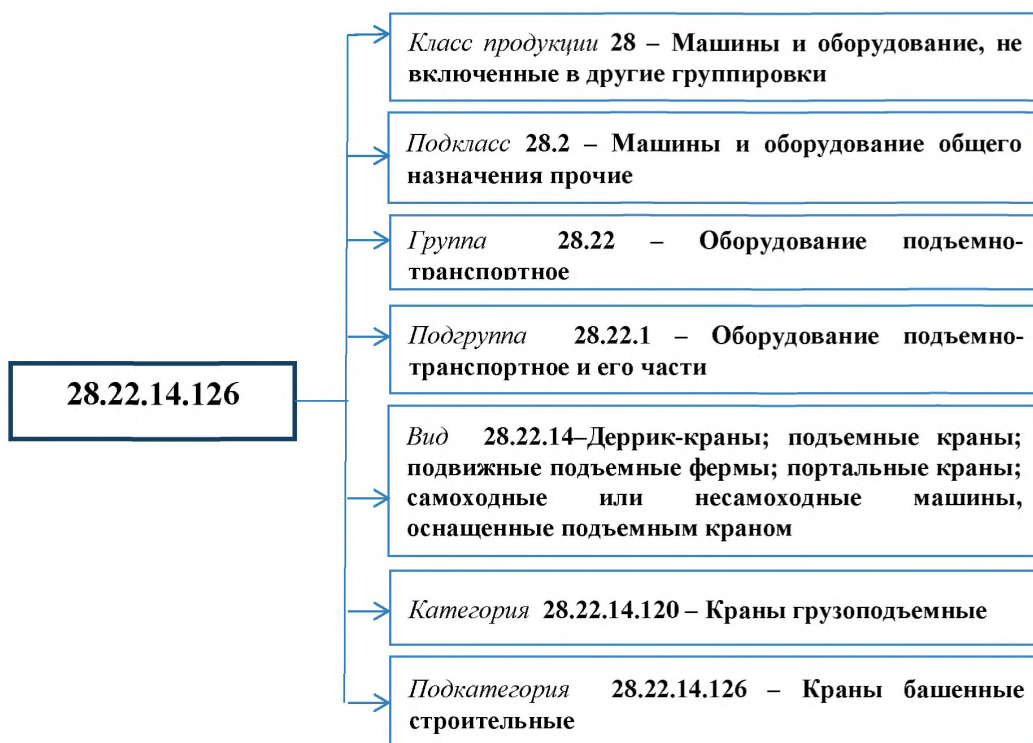 Класс продукции 28 – Машины и оборудование, не
включенные в другие группировки
Подкласс 28.2 – Машины и оборудование общего
назначения прочие
Группа 28.22 – Оборудование подъемно-
транспортное
Подгруппа 28.22.1 – Оборудование подъемно-
транспортное и его части
28.22.14.126
Вид 28.22.14–Деррик-краны; подъемные краны;
подвижные подъемные фермы; портальные краны;
самоходные или несамоходные машины,
оснащенные подъемным краном
Категория 28.22.14.120 – Краны грузоподъемные
Подкатегория 28.22.14.126 – Краны башенные
строительные